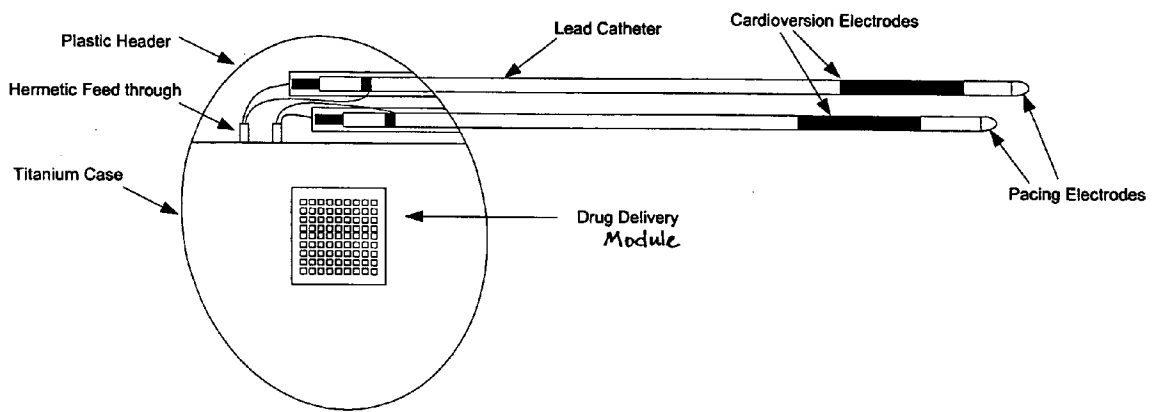 Cardioversion Electrodes
Lead Catheter
Plastic Header
Hermetic Feed through
Titanium Case
Pacing Electrodes
Drug Delivery
Module